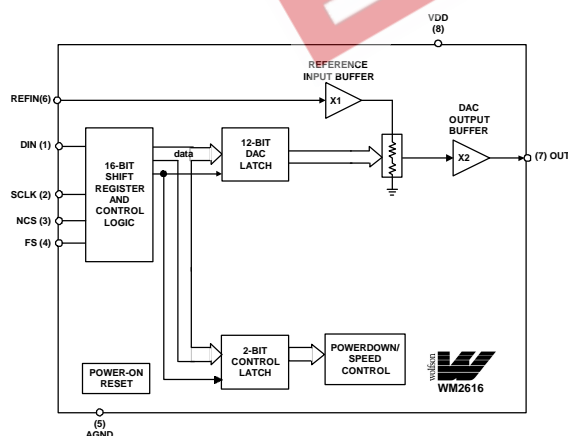 VDD
(8)
REFERENCE
INPUT BUFFER
REFIN(6)
X1
DAC
OUTPUT
BUFFER
DIN (1)
data
12-BIT
DAC
LATCH
X2
(7) OUT
16-BIT
SHIFT
REGISTER
AND
CONTROL
LOGIC
SCLK (2)
NCS (3)
FS (4)
2-BIT
CONTROL
LATCH
POWERDOWN/
SPEED
CONTROL
POWER-ON
RESET
wolfson
WM2616
(5)
AGND